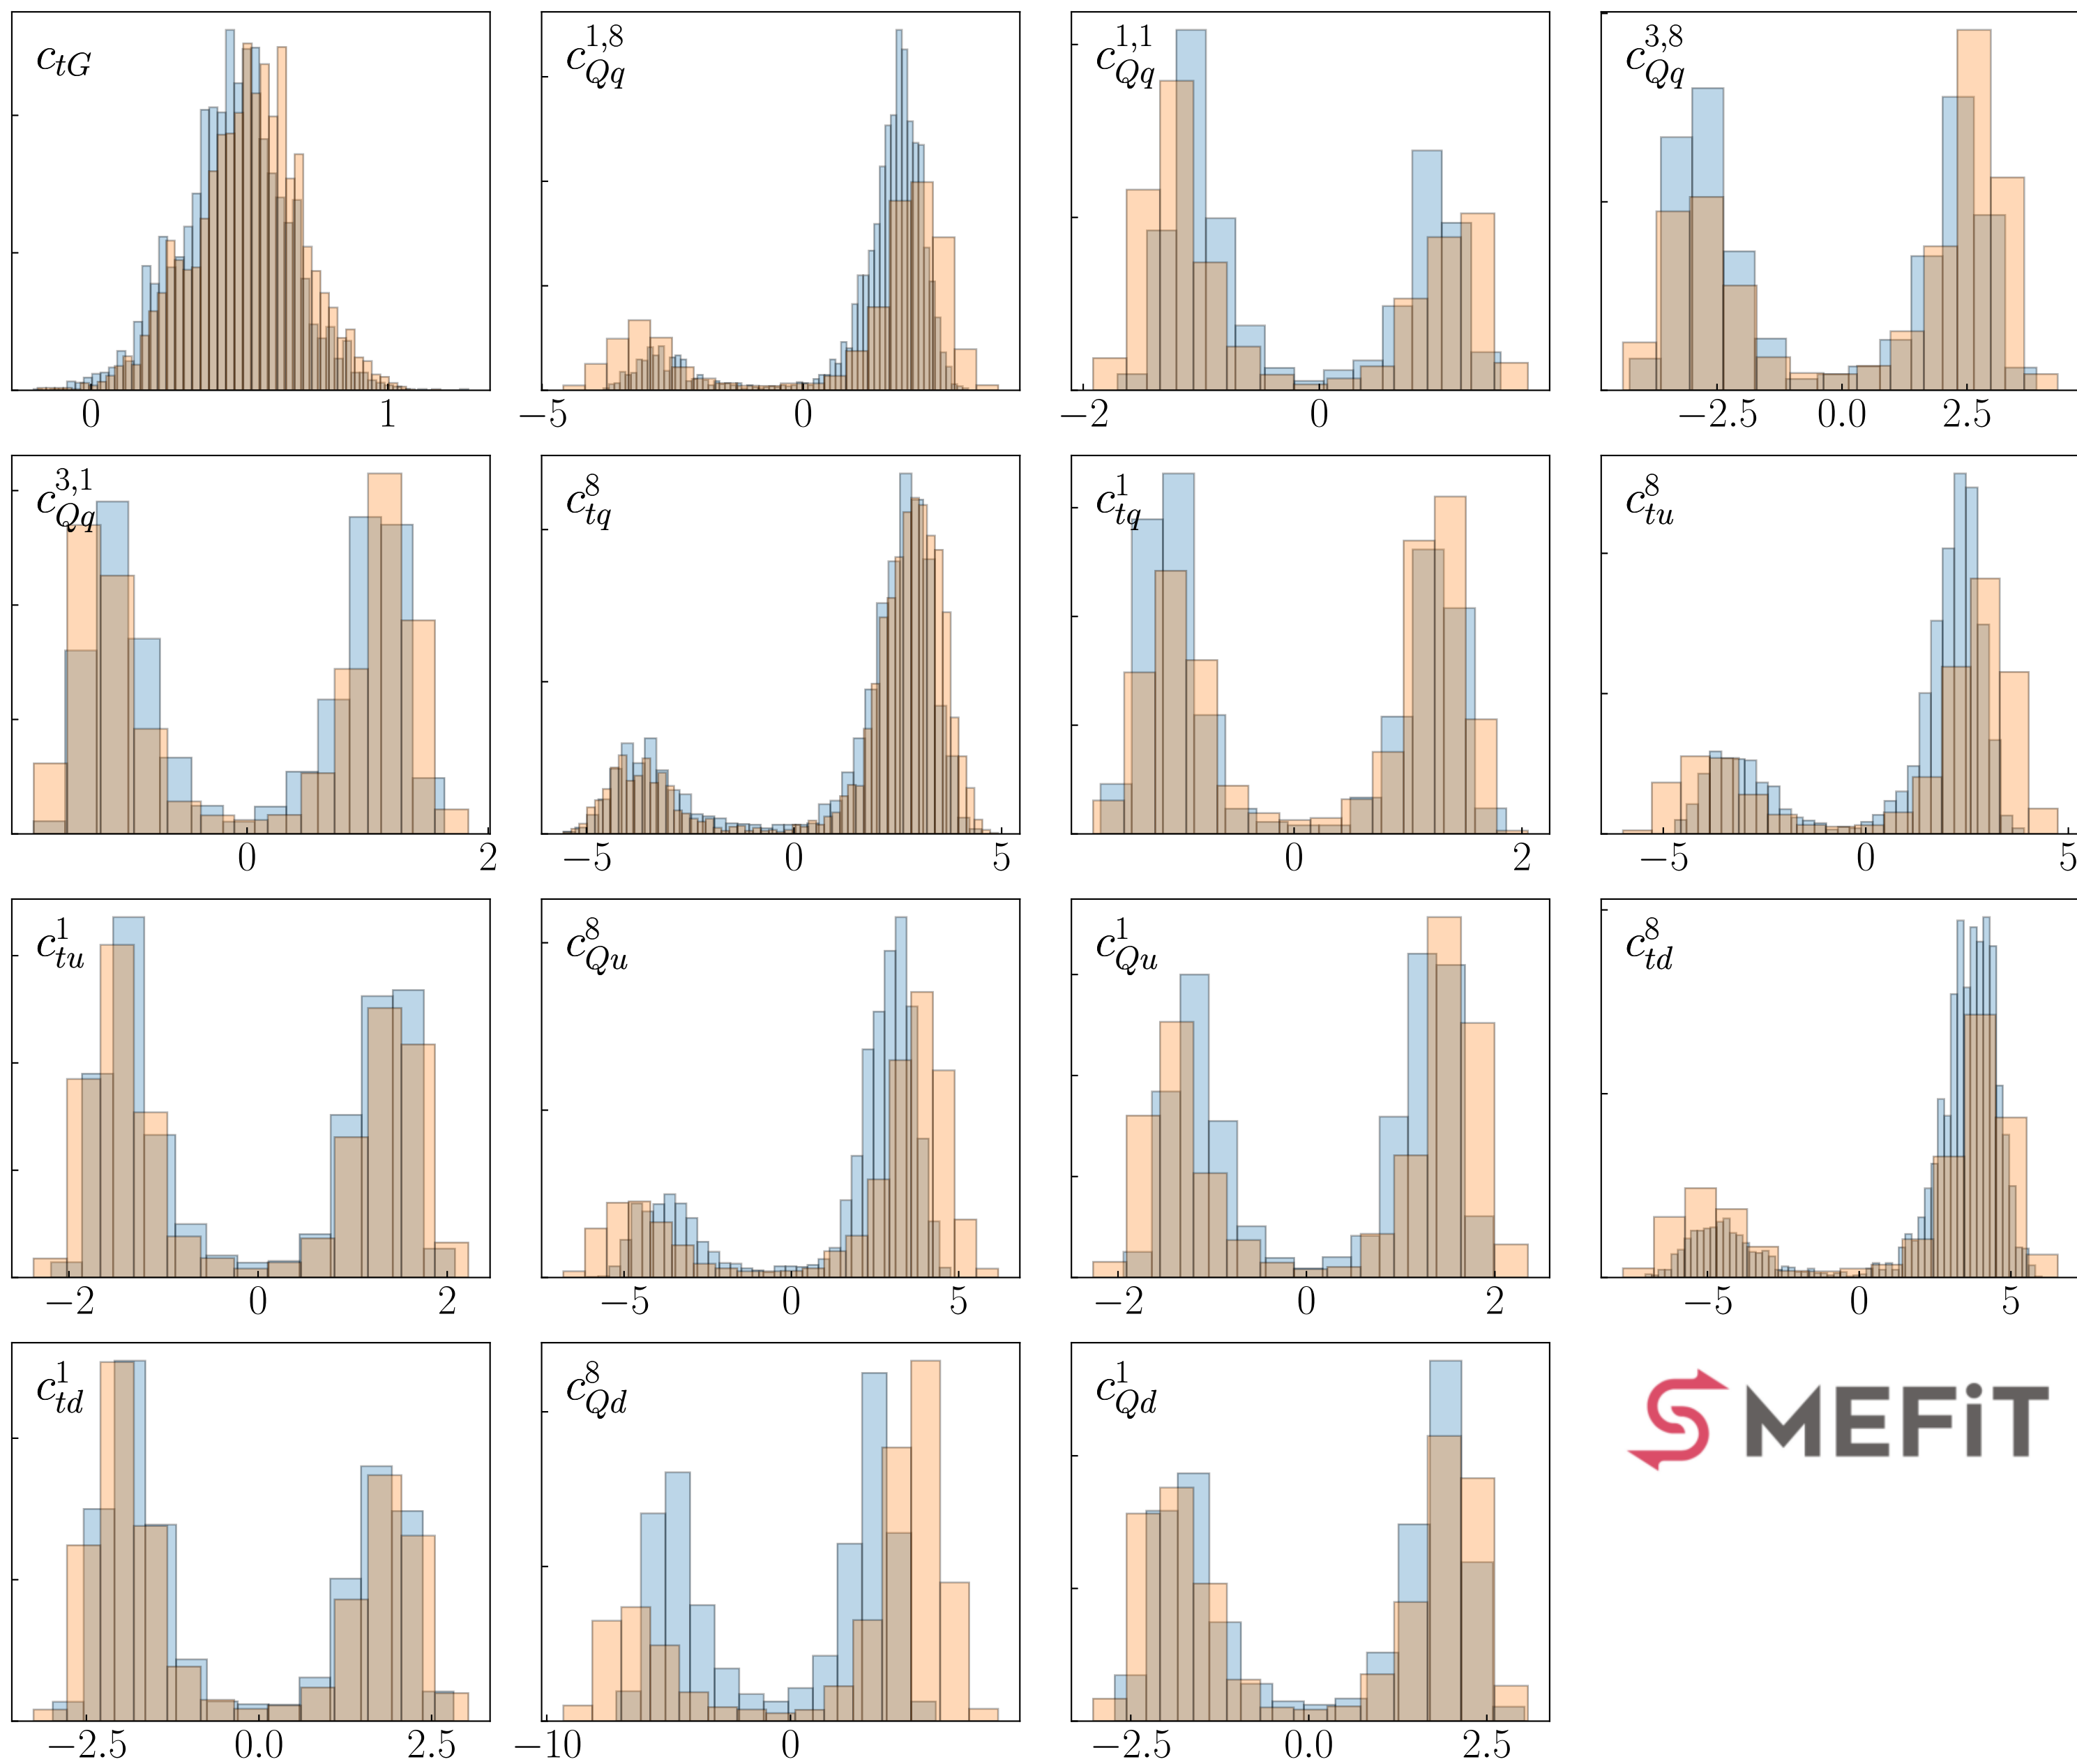 c_{tG} c_{Qq}^{1,8} c_{Qq}^{1,1} c_{Qq}^{3,8}
0 1 −5 0 −2 0 −2.5 0.0 2.5
c_{Qq}^{3,1} c_{tq}^{8} c_{tq}^{1} c_{tu}^{8}
0 2 −5 0 5 0 2 −5 0 5
c_{tu}^{1} c_{Qu}^{8} c_{Qu}^{1} c_{td}^{8}
−2 0 2 −5 0 5 −2 0 2 −5 0 5
c_{td}^{1} c_{Qd}^{8} c_{Qd}^{1} SMEFiT
−2.5 0.0 2.5 −10 0 −2.5 0.0 2.5